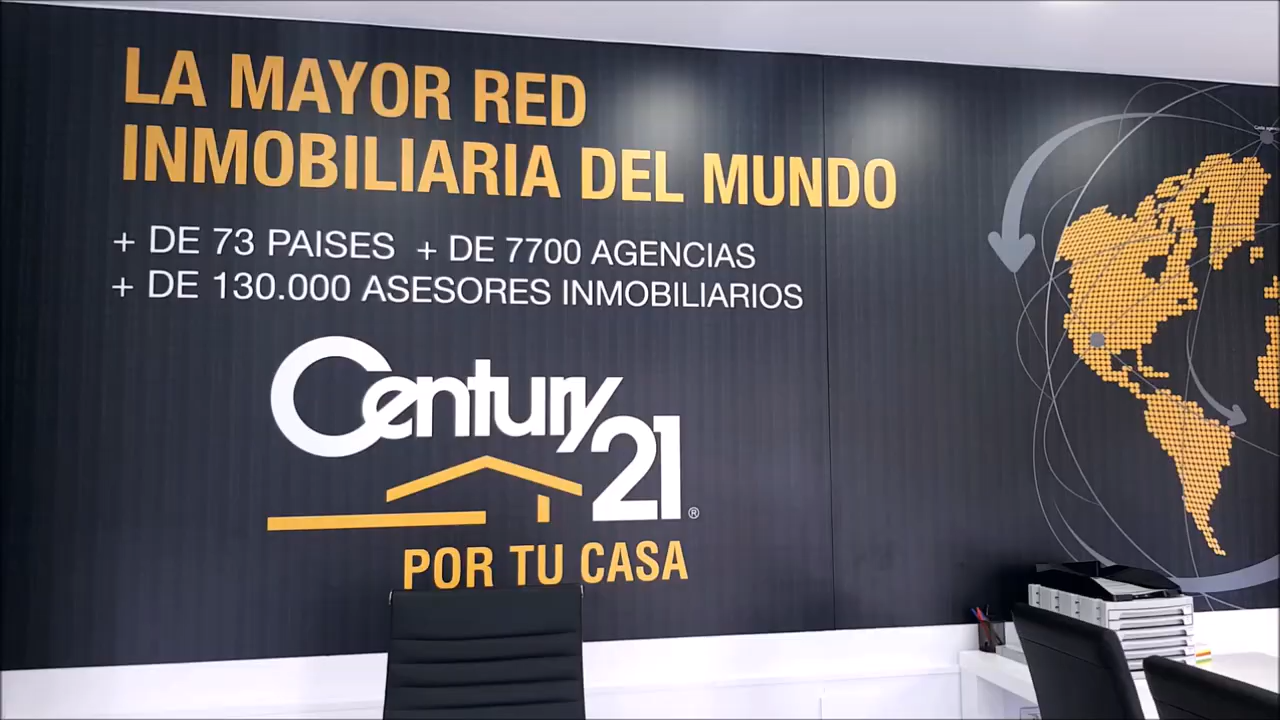 LA MAYOR RED
INMOBILIARIA DEL MUNDO
+ DE 73 PAISES + DE 7700 AGENCIAS
+ DE 130.000 ASESORES INMOBILIARIOS
Century
21®
POR TU CASA